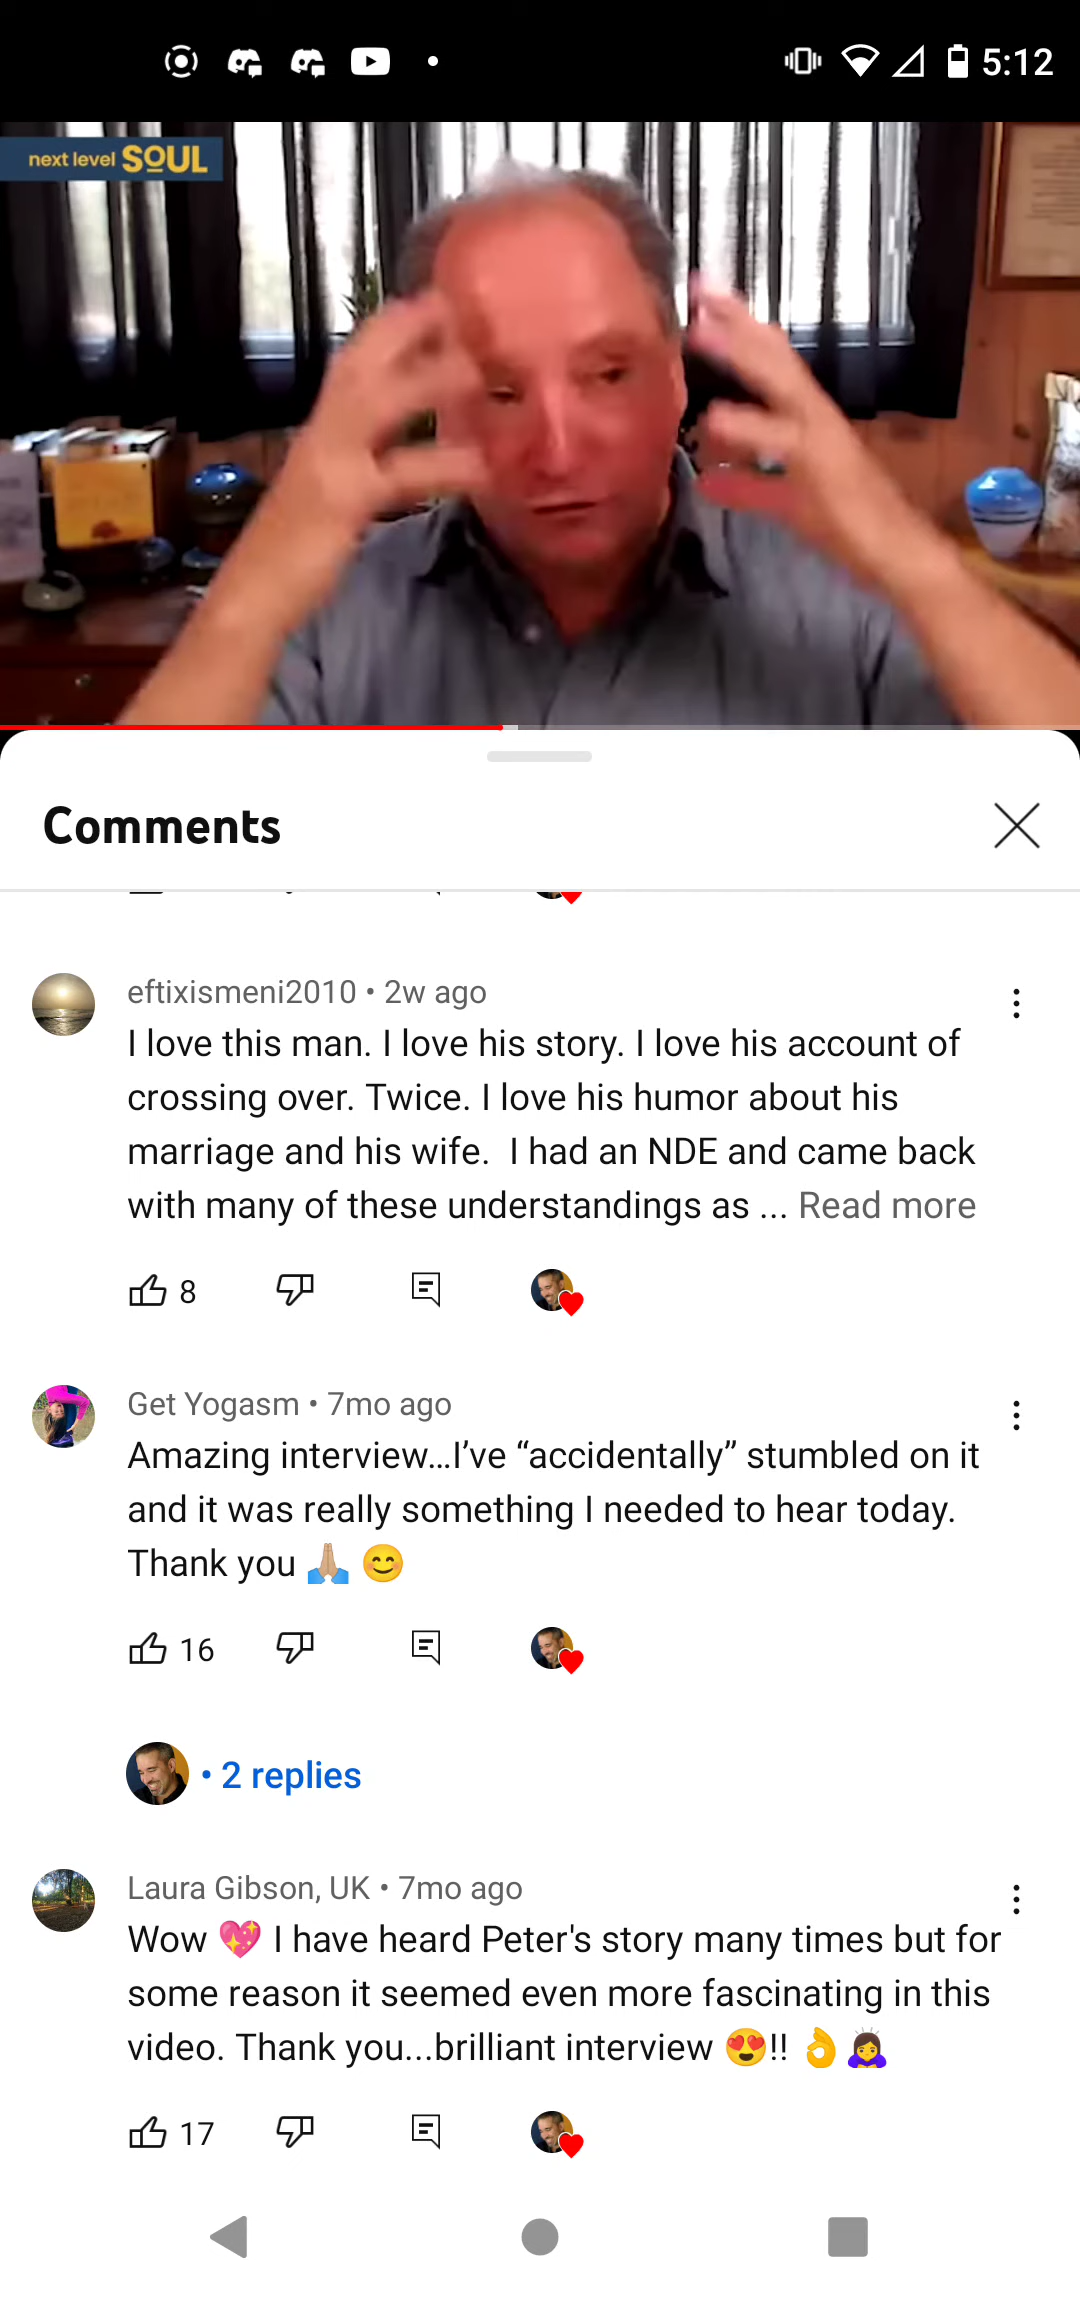 5:12
next level SOUL
Comments
eftixismeni2010 • 2w ago
I love this man. I love his story. I love his account of
crossing over. Twice. I love his humor about his
marriage and his wife.  I had an NDE and came back
with many of these understandings as ... Read more
8
Get Yogasm • 7mo ago
Amazing interview...I’ve “accidentally” stumbled on it
and it was really something I needed to hear today.
Thank you 🙏🏼 😊
16
• 2 replies
Laura Gibson, UK • 7mo ago
Wow 💖 I have heard Peter's story many times but for
some reason it seemed even more fascinating in this
video. Thank you...brilliant interview 😍!! 👌 🙇‍♀️
17